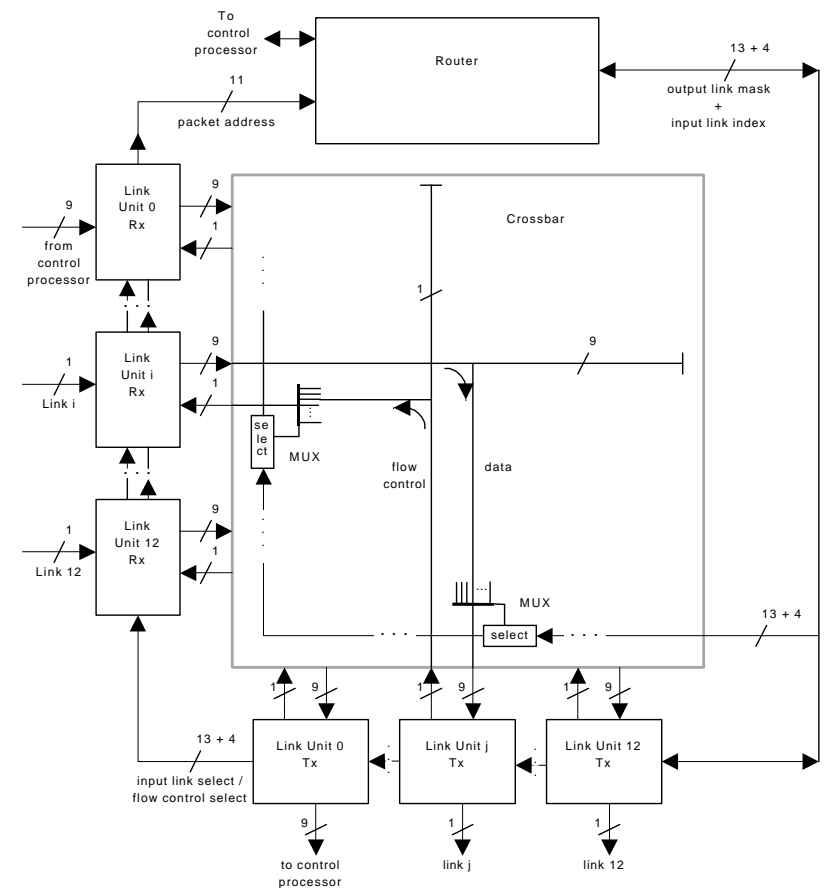 To
control
processor
Router
13 + 4
output link mask
+
input link index
11
packet address
Link
Unit 0
Rx
9
from
control
processor
9
1
Crossbar
1
Link
Unit i
Rx
1
Link i
9
1
9
se
le
ct
MUX
flow
control
data
Link
Unit 12
Rx
1
Link 12
9
1
MUX
select
13 + 4
1
9
1
9
1
9
Link Unit 0
Tx
Link Unit j
Tx
Link Unit 12
Tx
13 + 4
input link select /
flow control select
9
to control
processor
1
link j
1
link 12